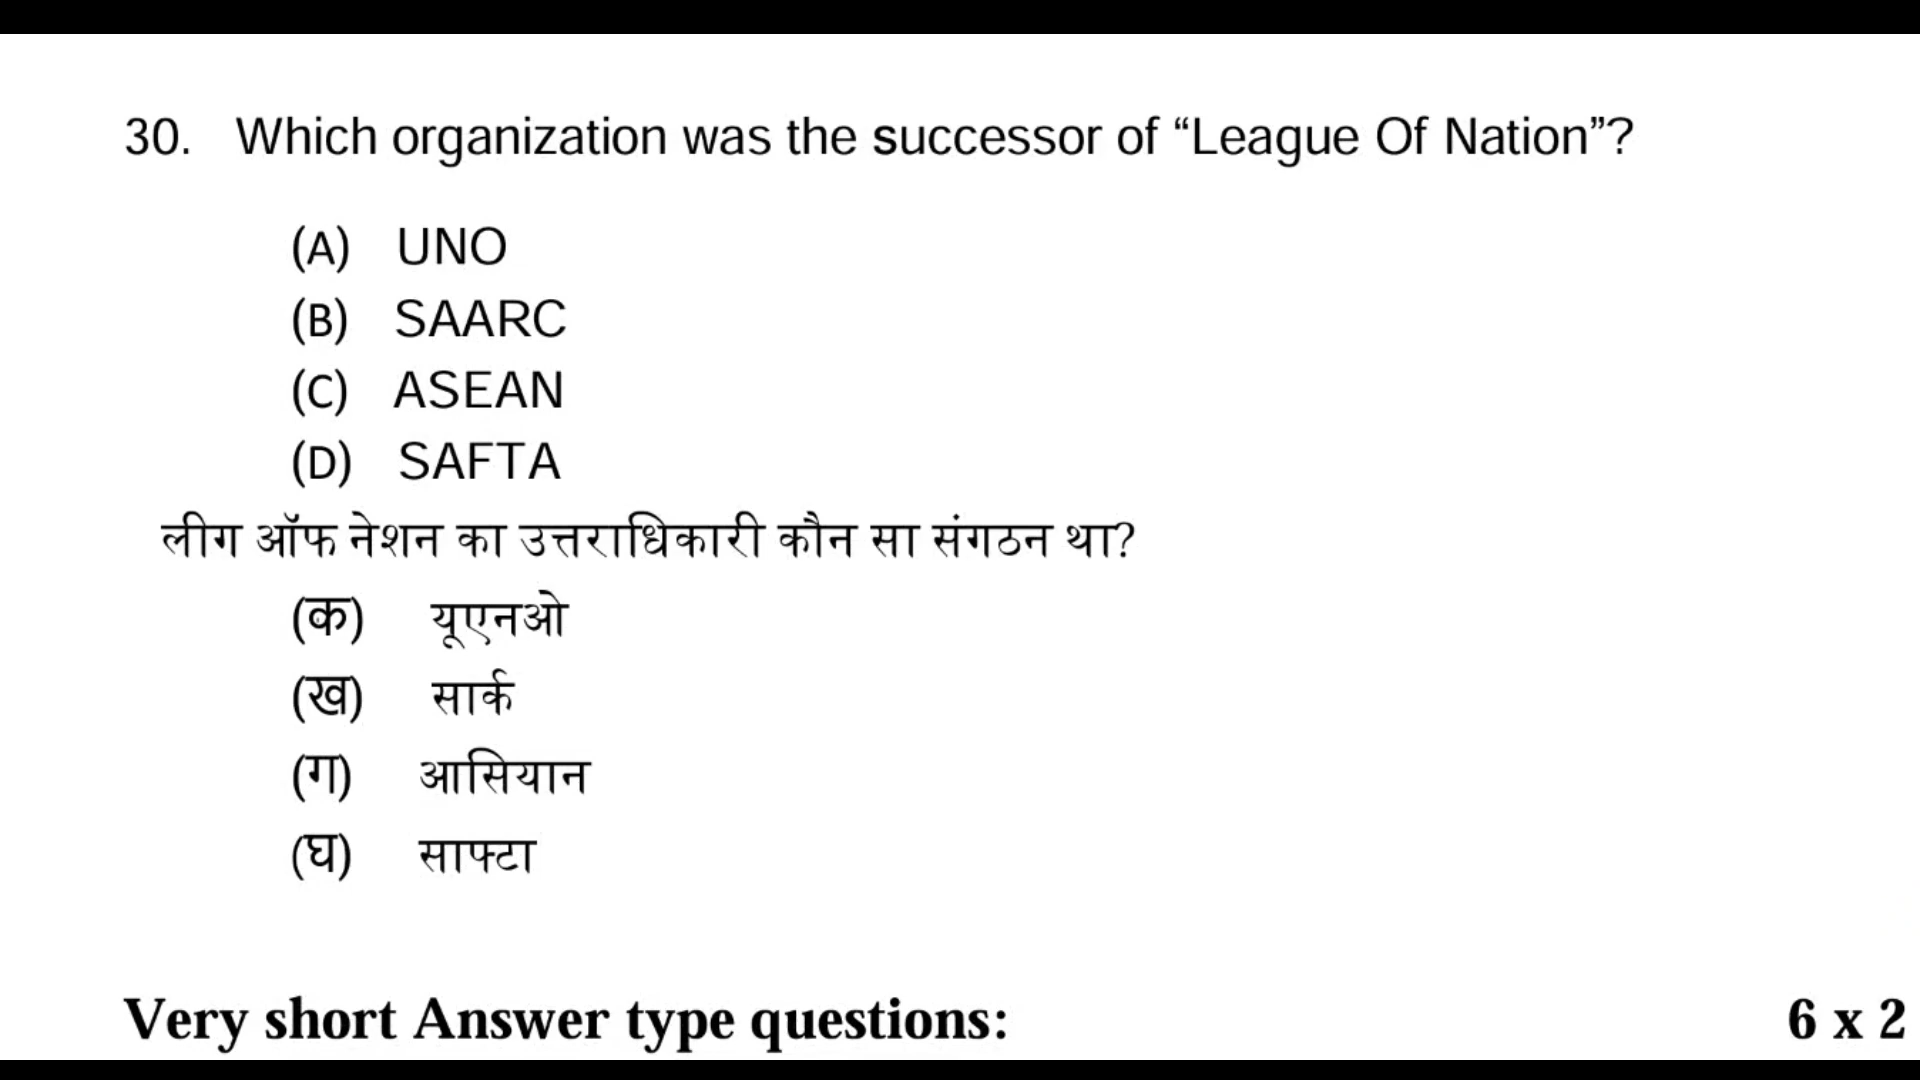 30. Which organization was the successor of “League Of Nation”?
(A) UNO
(B) SAARC
(C) ASEAN
(D) SAFTA
लीग ऑफ नेशन का उत्तराधिकारी कौन सा संगठन था?
(क) यूएनओ
(ख) सार्क
(ग) आसियान
(घ) साफ्टा
Very short Answer type questions: 6 x 2